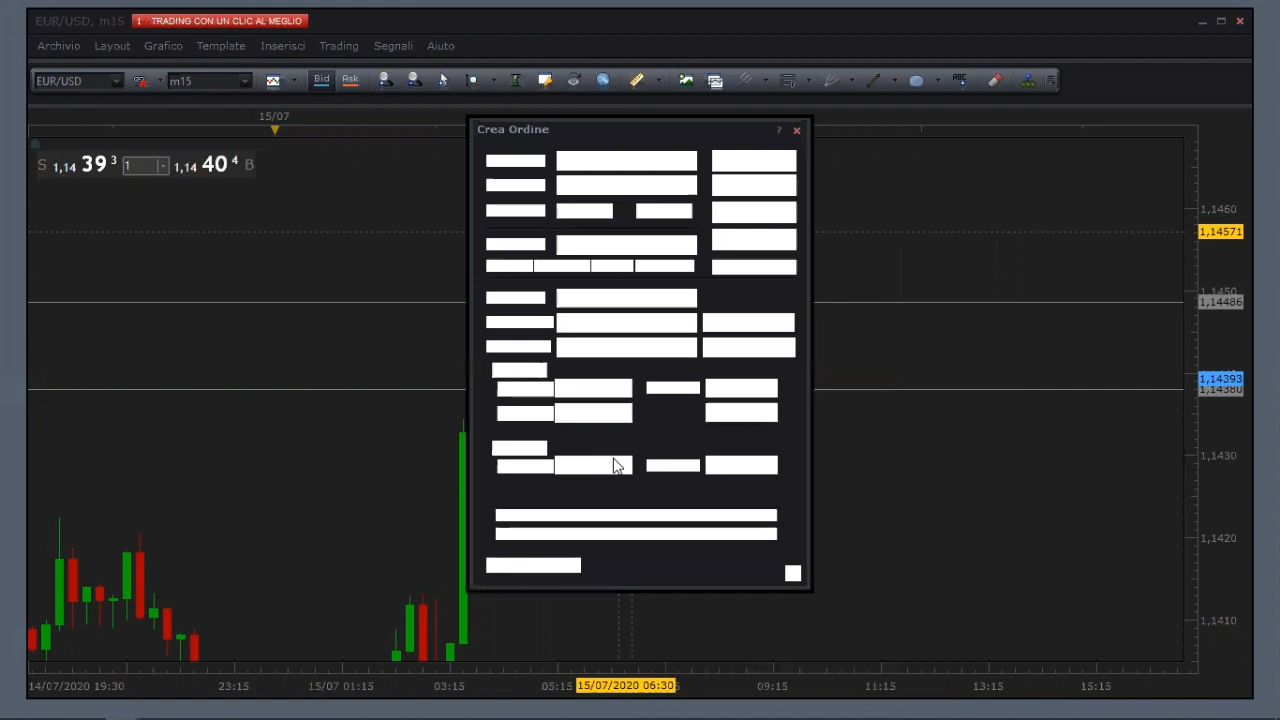 EUR/USD, m15 1 TRADING CON UN CLIC AL MEGLIO
Archivio Layout Grafico Template Inserisci Trading Segnali Aiuto
EUR/USD m15 Bid Ask ABC
15/07
Crea Ordine ?
S 1,14 39 3 1 1,14 40 4 B
1,1460
1,14571
1,1450
1,14486
1,14393
1,14380
1,1430
1,1420
1,1410
14/07/2020 19:30 23:15 15/07 01:15 03:15 05:15 15/07/2020 06:30 09:15 11:15 13:15 15:15